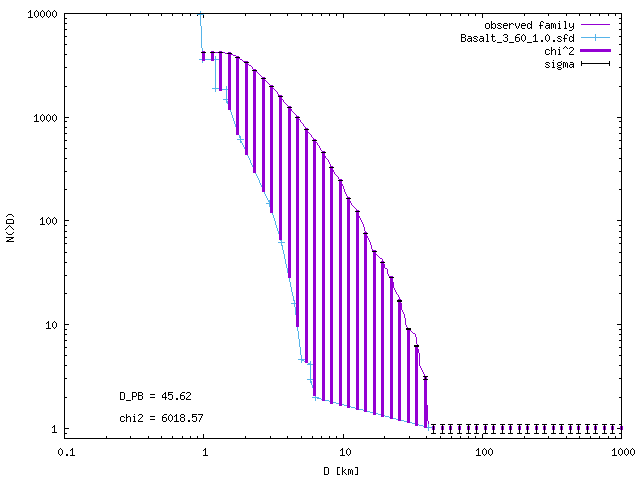 10000
1000
100
10
1
0.1
1
10
100
1000
N(>D)
D [km]
observed family
Basalt_3_60_1.0.sfd
chi^2
sigma
D_PB = 45.62
chi2 = 6018.57